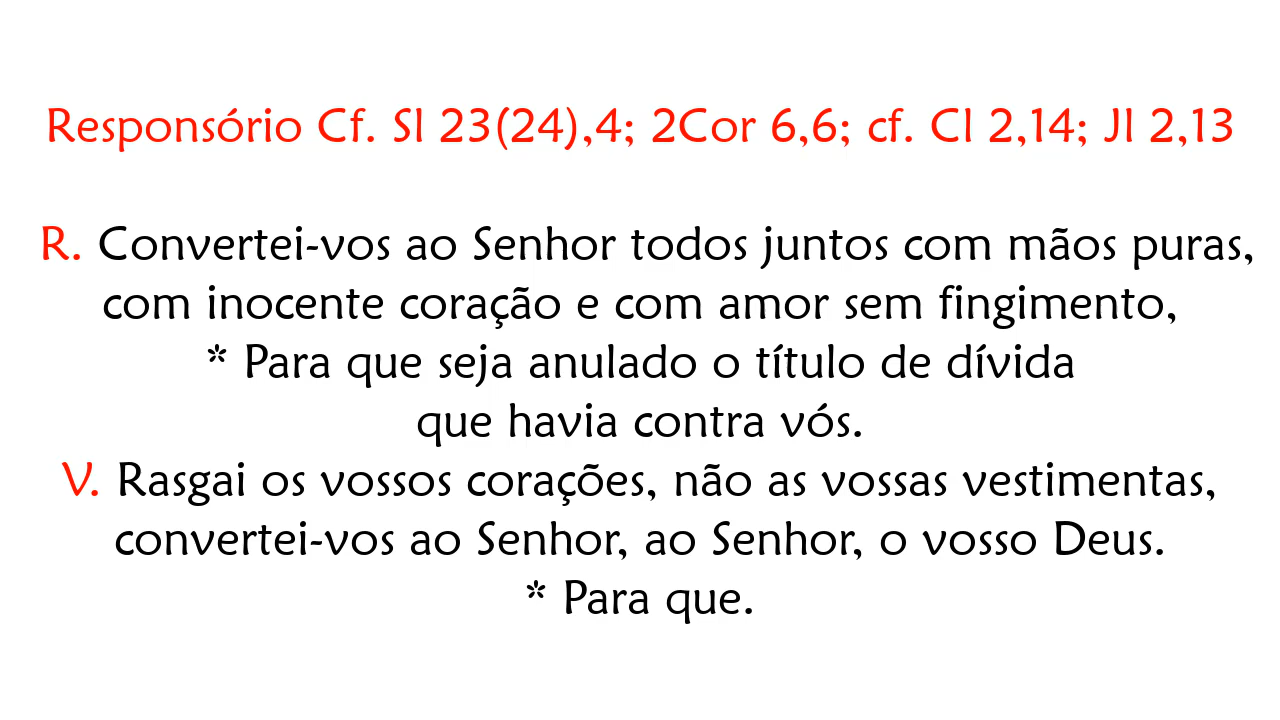 Responsório Cf. Sl 23(24),4; 2Cor 6,6; cf. Cl 2,14; Jl 2,13
R. Convertei-vos ao Senhor todos juntos com mãos puras,
com inocente coração e com amor sem fingimento,
* Para que seja anulado o título de dívida
que havia contra vós.
V. Rasgai os vossos corações, não as vossas vestimentas,
convertei-vos ao Senhor, ao Senhor, o vosso Deus.
* Para que.